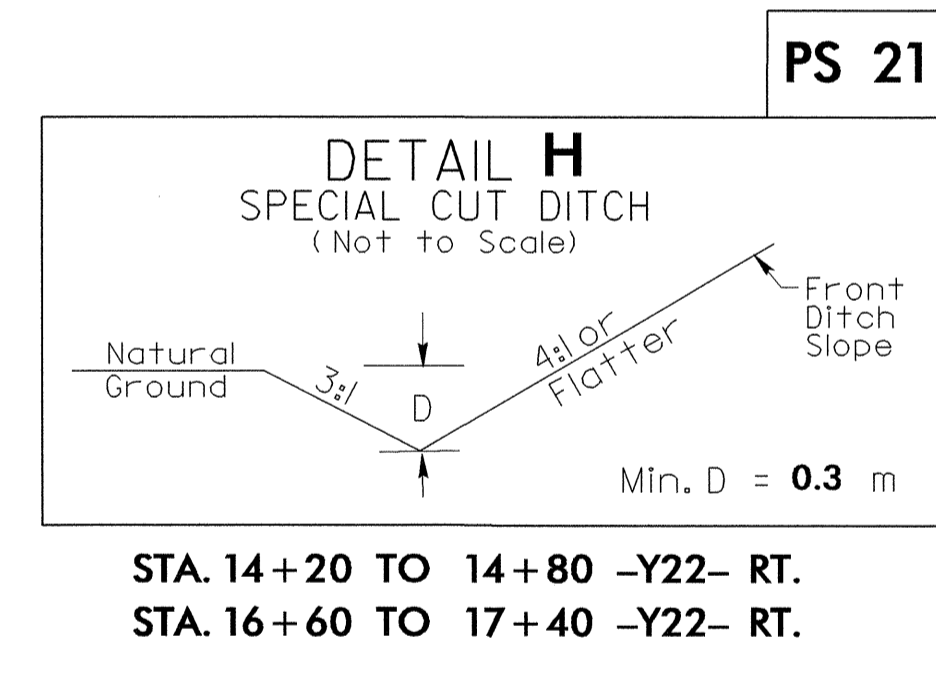 PS 21
DETAIL H
SPECIAL CUT DITCH
(Not to Scale)
Natural
Ground
3:1
D
4:1 or
Flatter
Front
Ditch
Slope
Min. D = 0.3 m
STA. 14+20 TO 14+80 -Y22- RT.
STA. 16+60 TO 17+40 -Y22- RT.